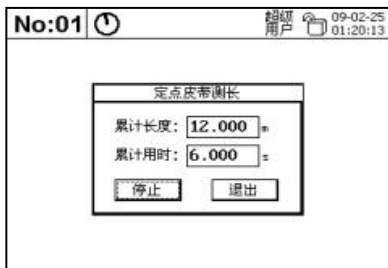 No:01 超级用户 09-02-25
01:20:13
定点皮带测长
累计长度: 12.000 m
累计用时: 6.000 s
停止 退出